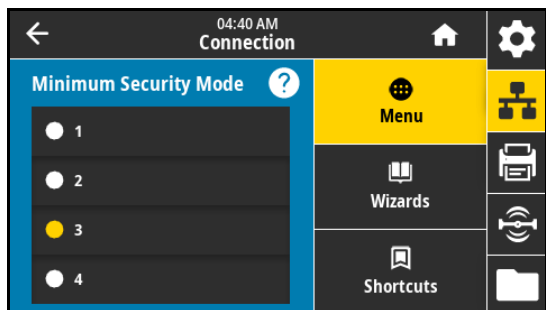 04:40 AM
Connection
Minimum Security Mode ?
1
2
3
4
Menu
Wizards
Shortcuts